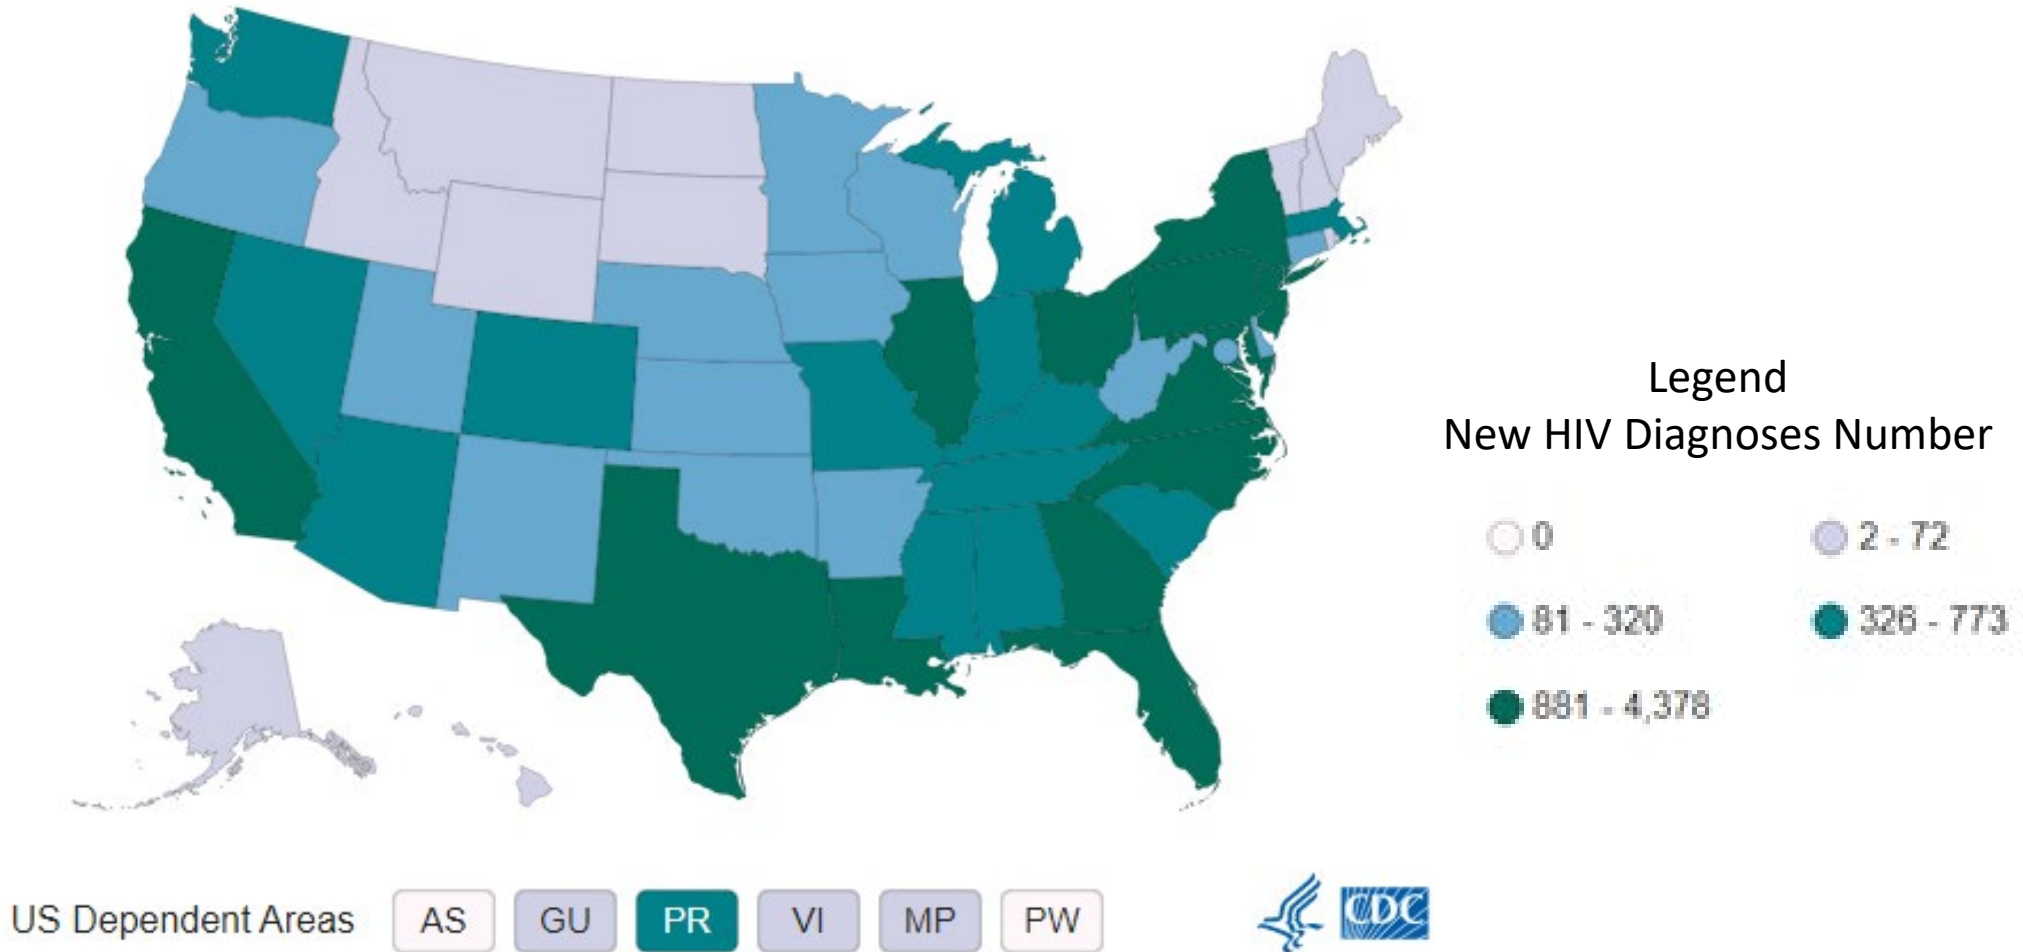 Legend
New HIV Diagnoses Number
0
2 - 72
81 - 320
326 - 773
881 - 4,378
US Dependent Areas AS GU PR VI MP PW
CDC